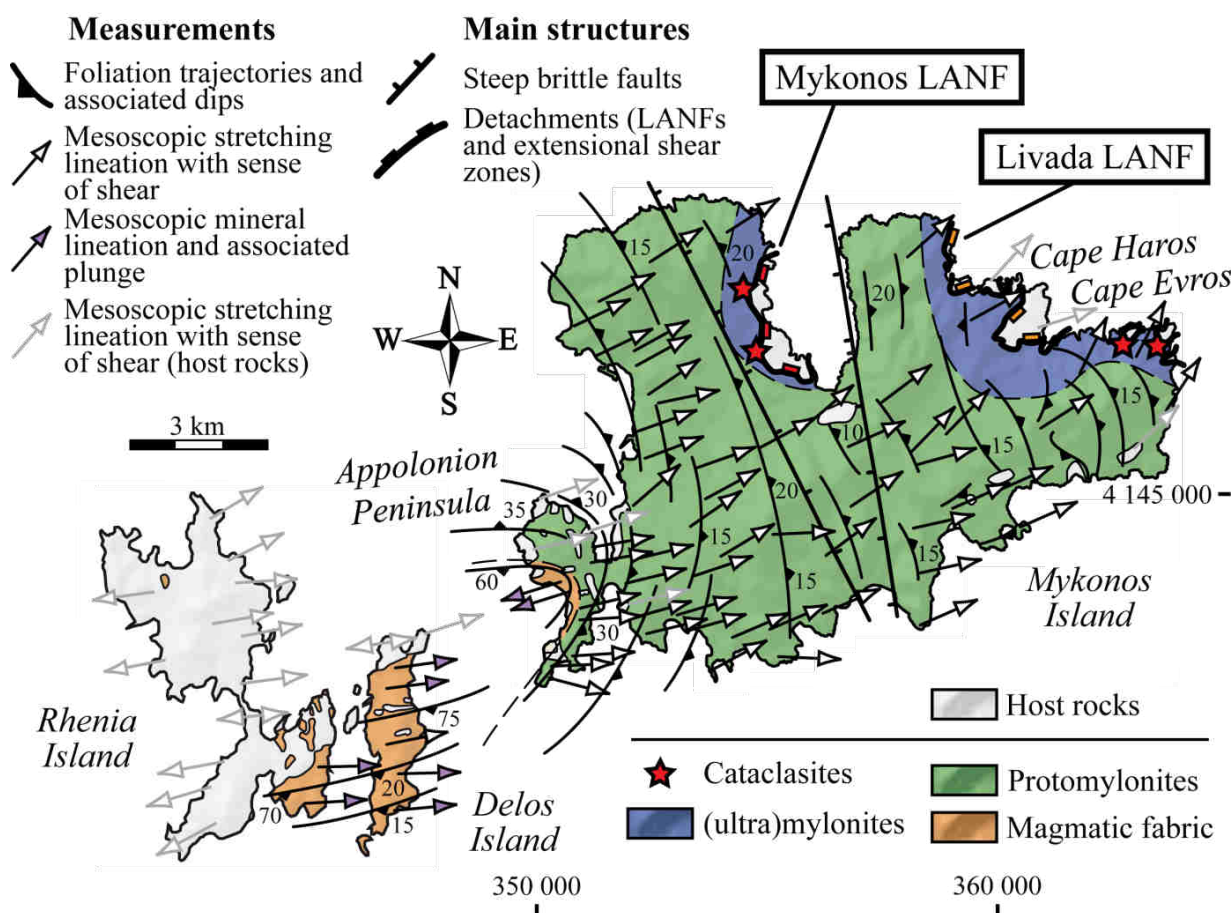 Measurements
Foliation trajectories and
associated dips
Mesoscopic stretching
lineation with sense
of shear
Mesoscopic mineral
lineation and associated
plunge
Mesoscopic stretching
lineation with sense
of shear (host rocks)
Main structures
Steep brittle faults
Detachments (LANFs
and extensional shear
zones)
Mykonos LANF
Livada LANF
N
W E
S
3 km
Cape Haros
Cape Evros
15
20
20
10
15
15
20
15
15
15
Appolonion
Peninsula
35
30
60
30
4 145 000
Mykonos
Island
Rhenia
Island
75
70
20
15
Delos
Island
Host rocks
Cataclasites
Protomylonites
(ultra)mylonites
Magmatic fabric
350 000
360 000